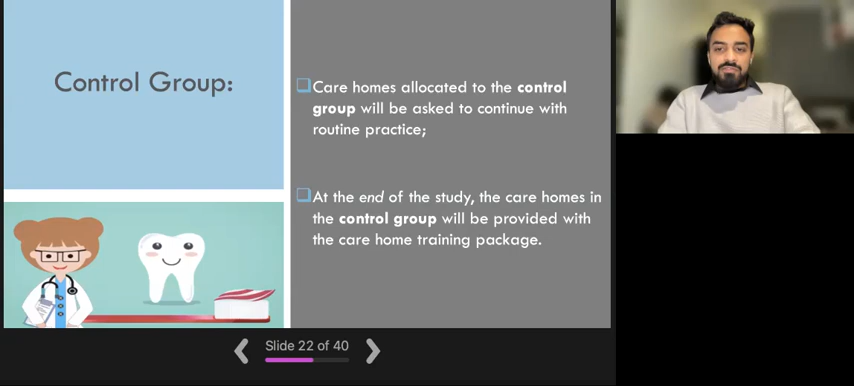 Control Group:
Care homes allocated to the control
group will be asked to continue with
routine practice;
At the end of the study, the care homes in
the control group will be provided with
the care home training package.
Slide 22 of 40